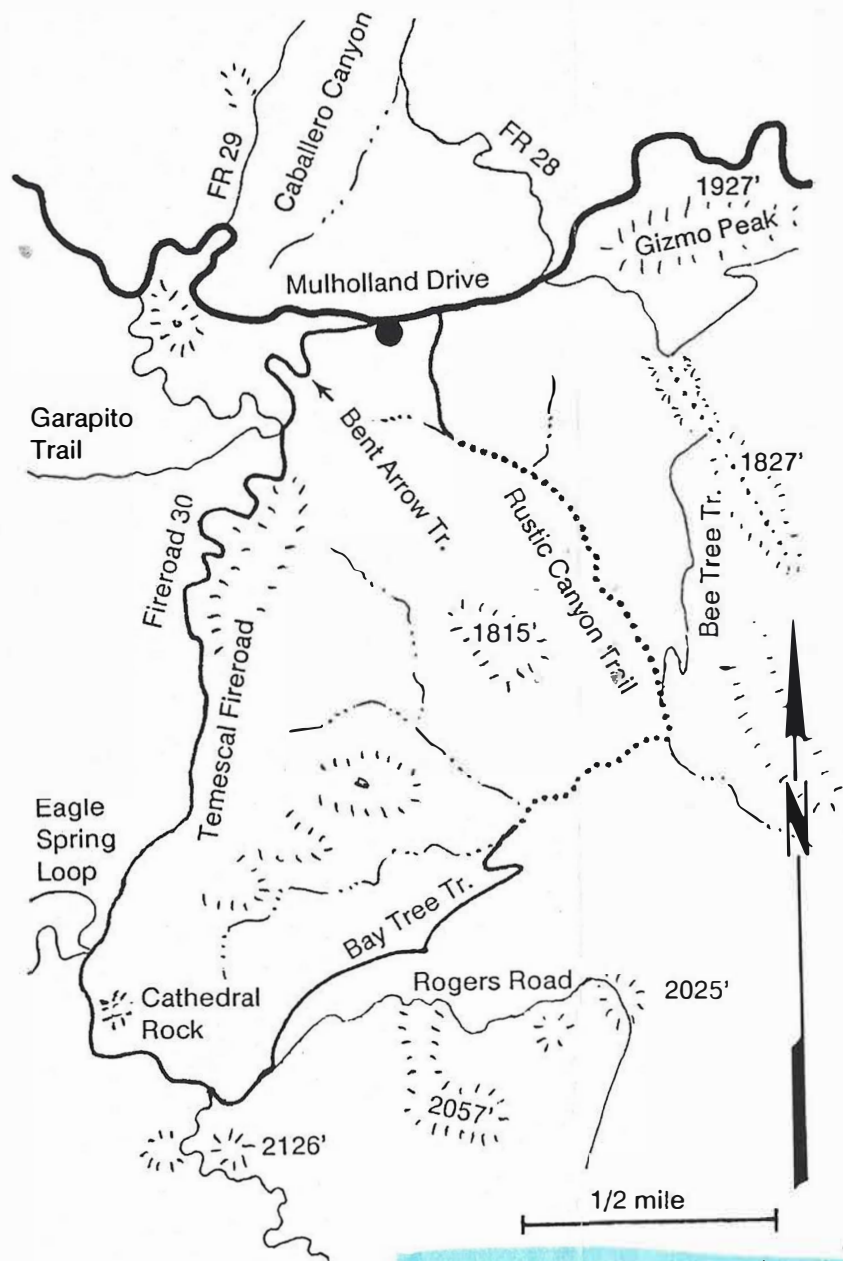 Caballero Canyon
FR 29
FR 28
1927'
Gizmo Peak
Mulholland Drive
Garapito
Trail
Bent Arrow Tr.
1827'
Fireroad 30
Rustic Canyon Trail
Bee Tree Tr.
1815'
Temescal Fireroad
Eagle
Spring
Loop
N
Bay Tree Tr.
Rogers Road
2025'
Cathedral
Rock
2057'
2126'
1/2 mile